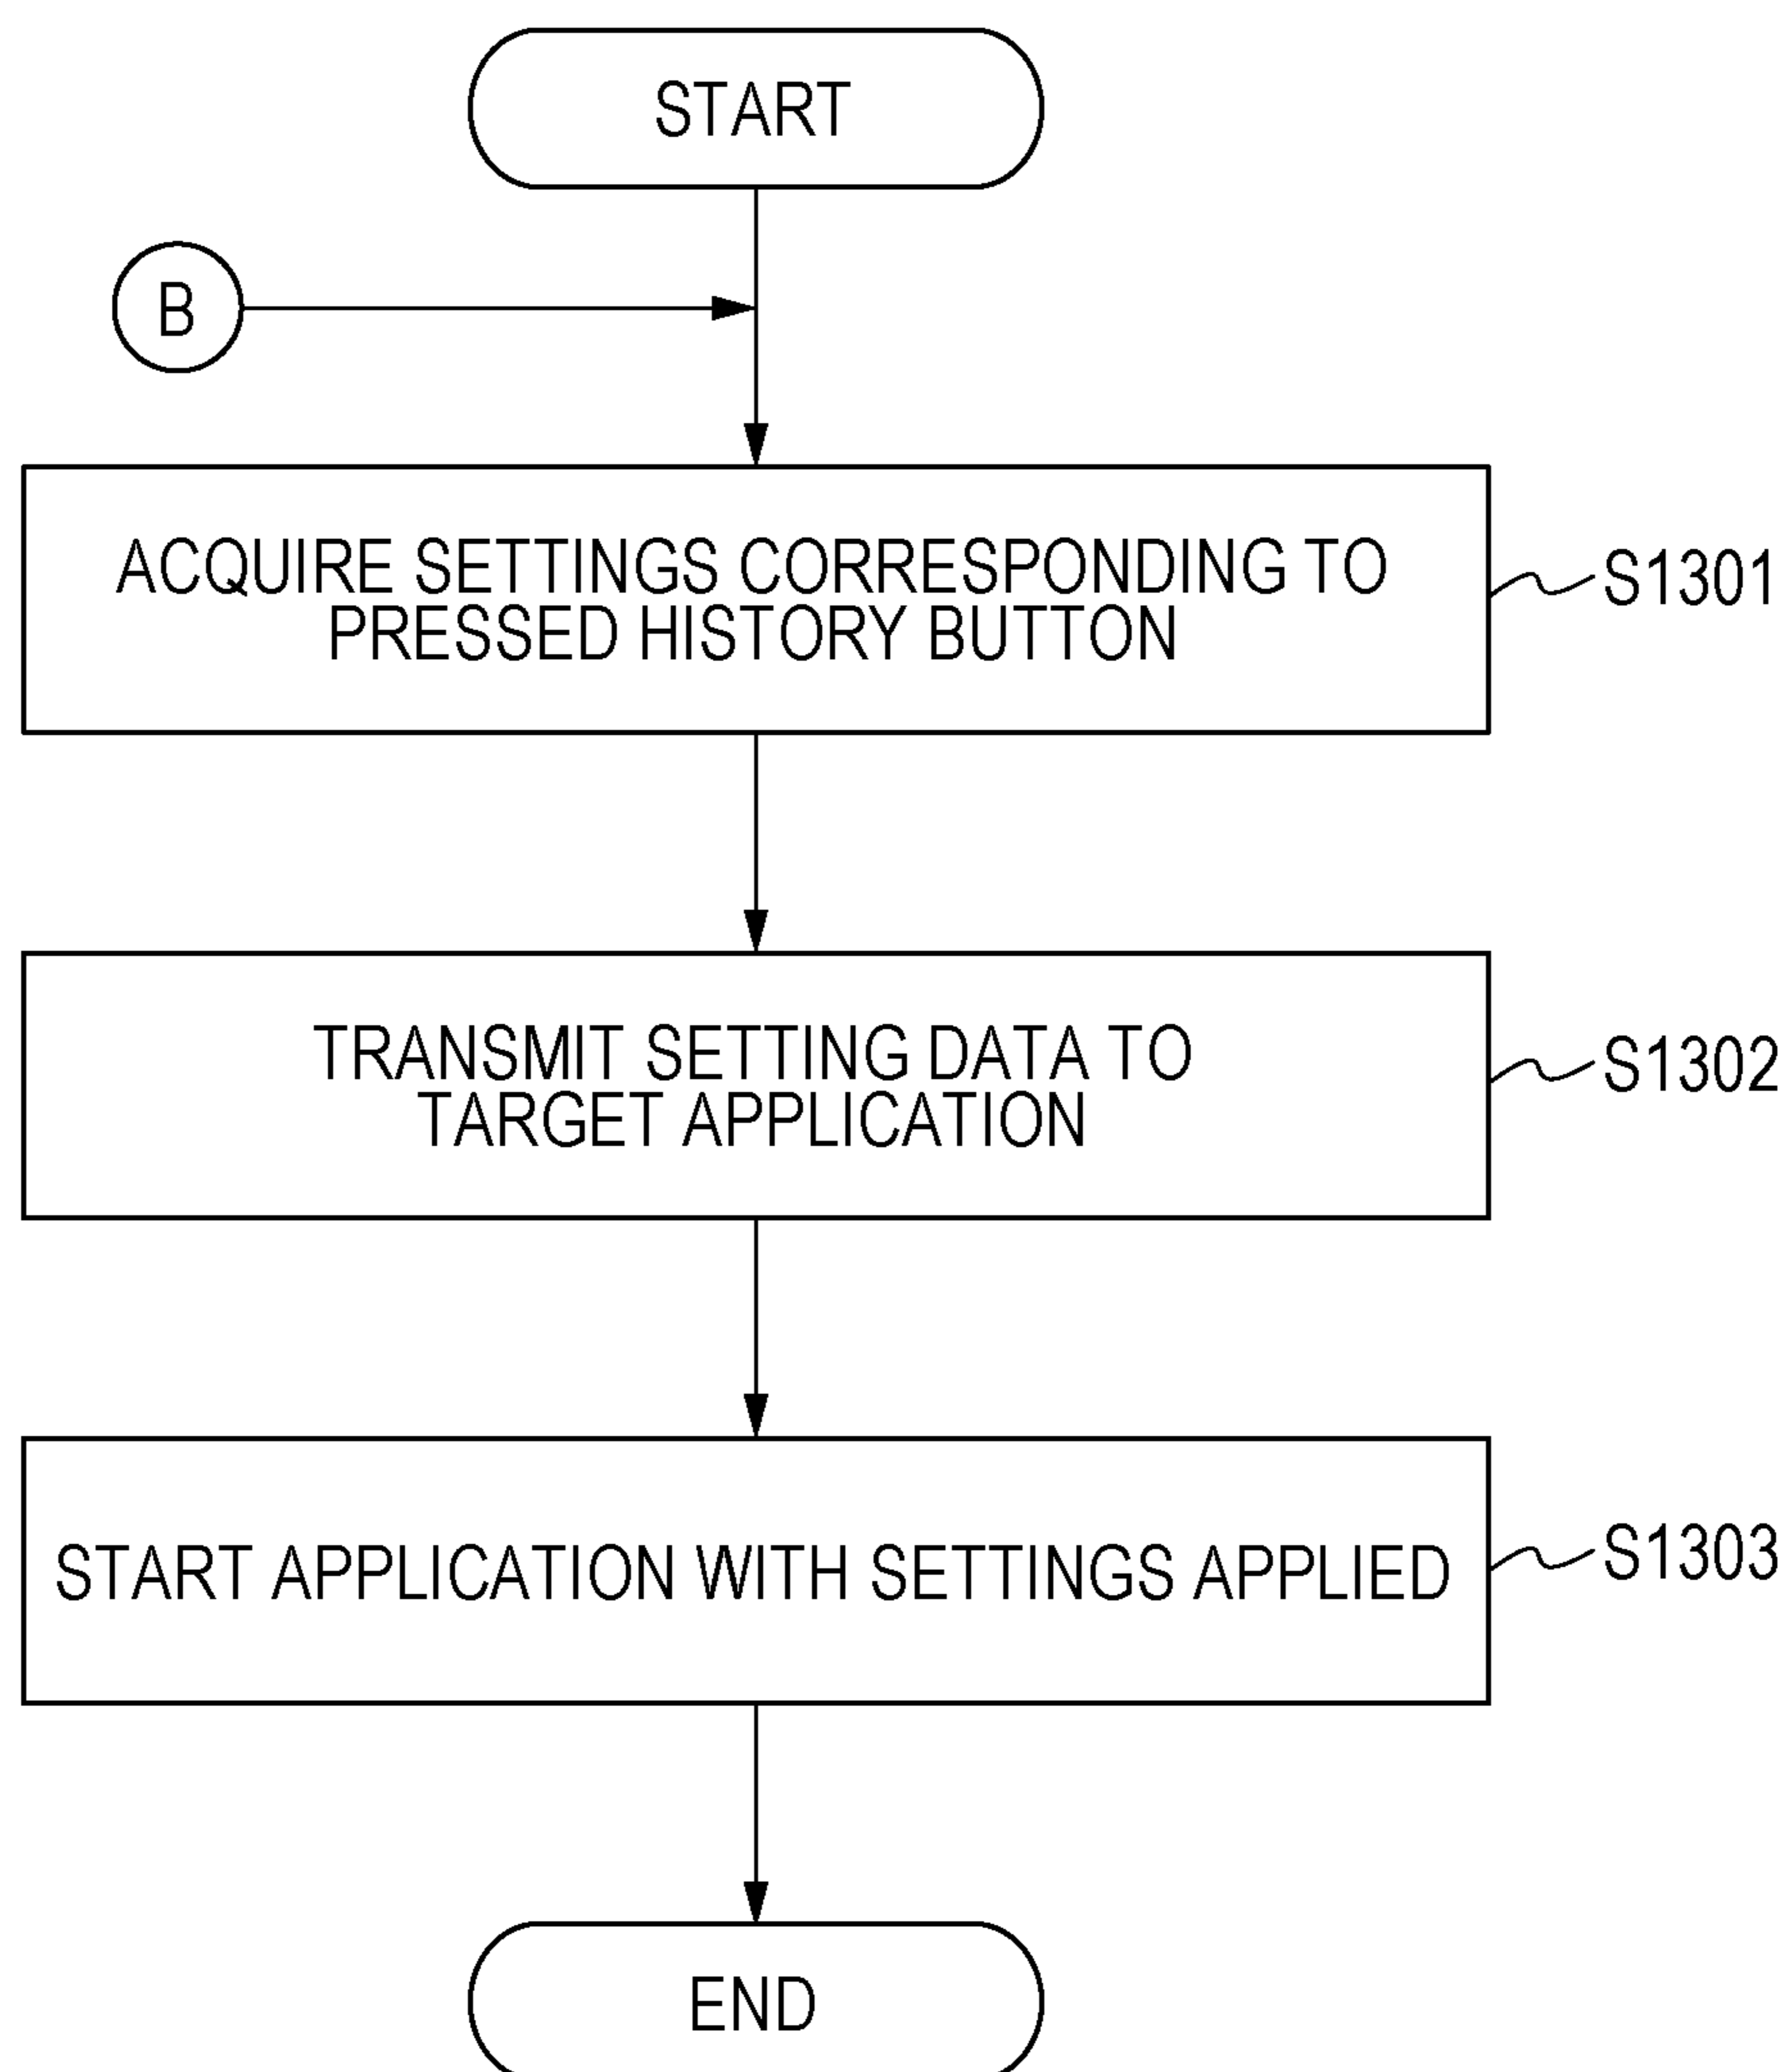 START
B
ACQUIRE SETTINGS CORRESPONDING TO
PRESSED HISTORY BUTTON
S1301
TRANSMIT SETTING DATA TO
TARGET APPLICATION
S1302
START APPLICATION WITH SETTINGS APPLIED
S1303
END